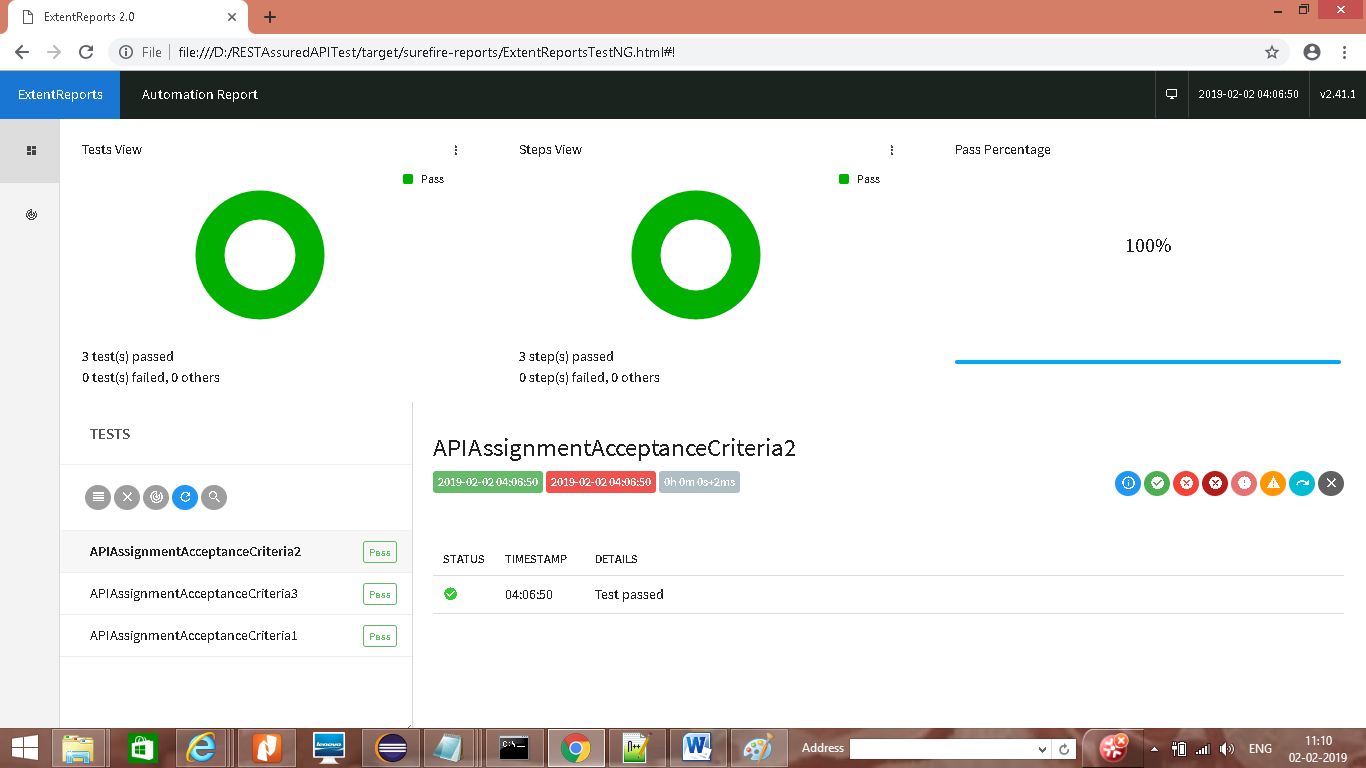 ExtentReports 2.0
File
file:///D:/RESTAssuredAPITest/target/surefire-reports/ExtentReportsTestNG.html#!
ExtentReports
Automation Report
2019-02-02 04:06:50
v2.41.1
Tests View
Pass
3 test(s) passed
0 test(s) failed, 0 others
Steps View
Pass
3 step(s) passed
0 step(s) failed, 0 others
Pass Percentage
100%
TESTS
APIAssignmentAcceptanceCriteria2 Pass
APIAssignmentAcceptanceCriteria3 Pass
APIAssignmentAcceptanceCriteria1 Pass
APIAssignmentAcceptanceCriteria2
2019-02-02 04:06:50 2019-02-02 04:06:50 0h 0m 0s+2ms
STATUS TIMESTAMP DETAILS
04:06:50 Test passed
lenovo
C:\_
Address
ENG
11:10
02-02-2019